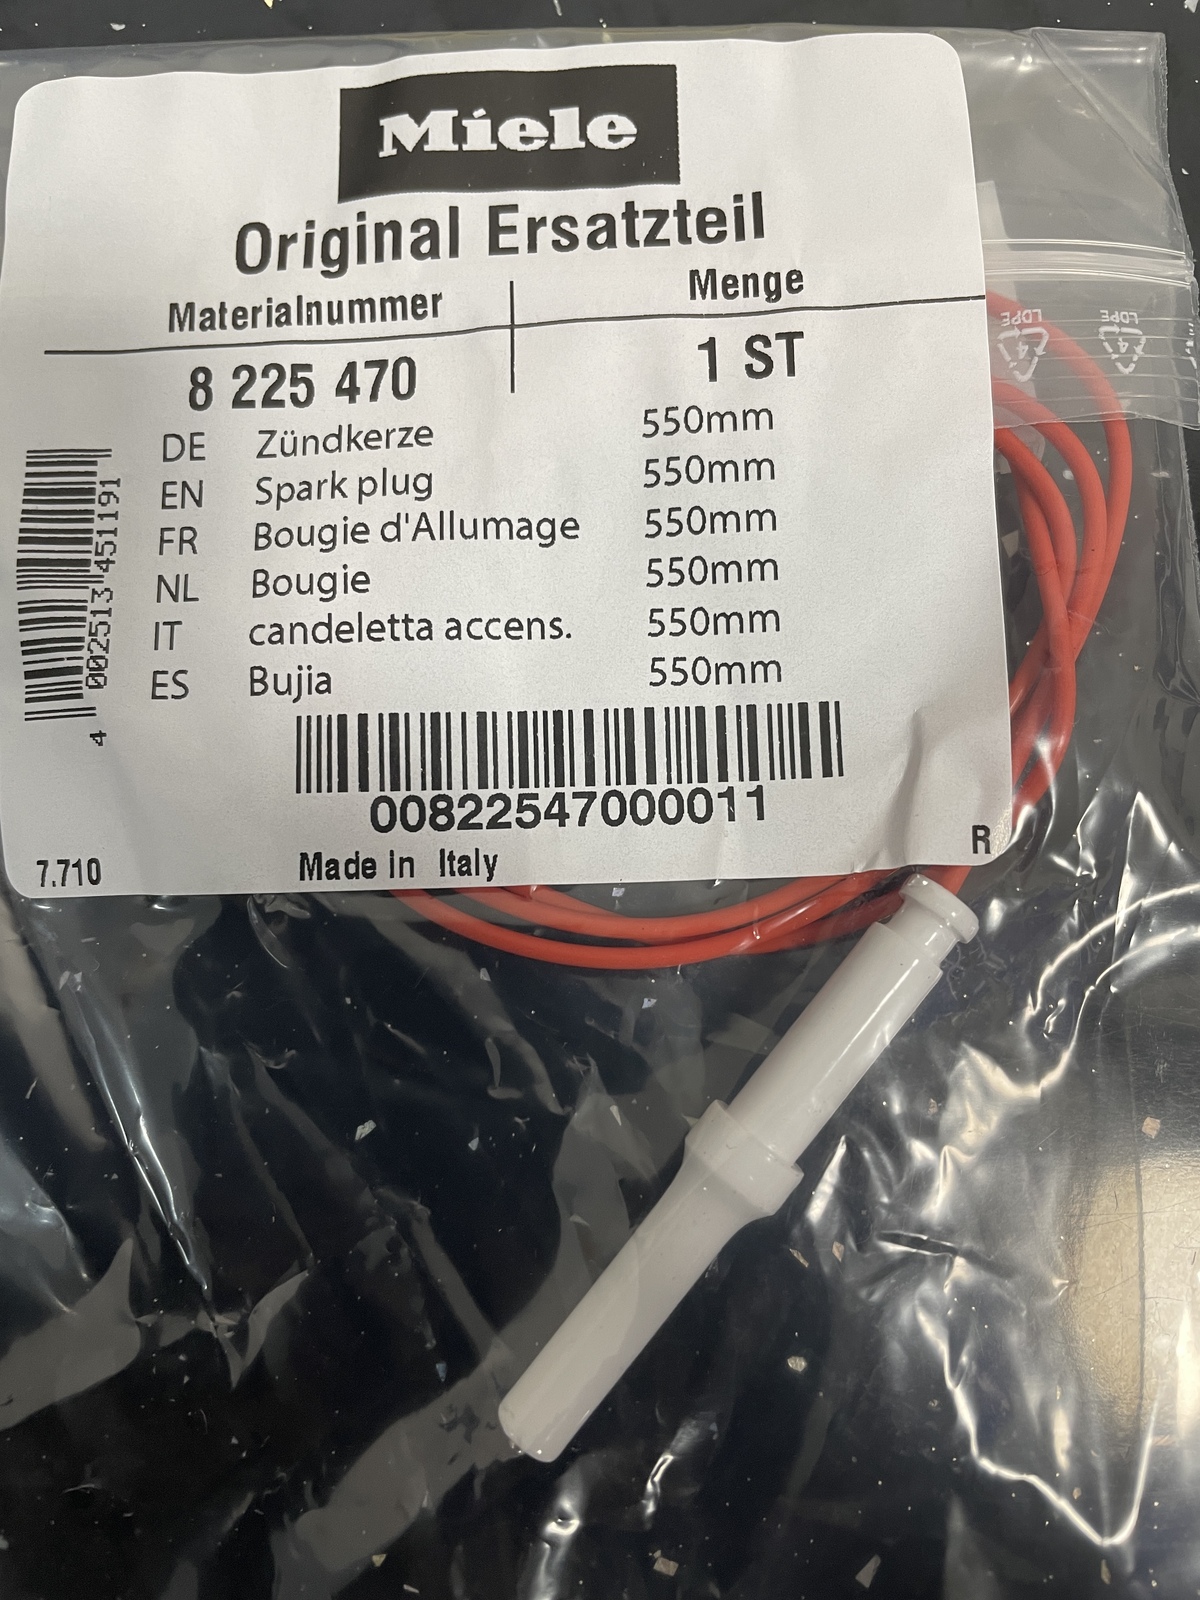 Miele
Original Ersatzteil
Materialnummer Menge
8 225 470 1 ST
DE Zündkerze 550mm
EN Spark plug 550mm
FR Bougie d'Allumage 550mm
NL Bougie 550mm
IT candeletta accens. 550mm
ES Bujia 550mm
4 002513 451191
00822547000011
7.710 Made in Italy R
4 LDPE
4 LDPE